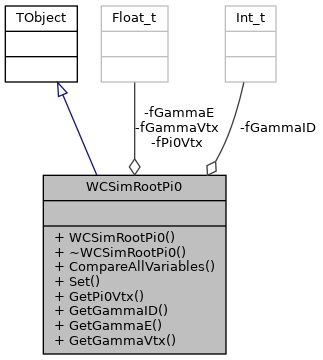 TObject
Float_t
Int_t
-fGammaE
-fGammaVtx
-fPi0Vtx
-fGammaID
WCSimRootPi0
+ WCSimRootPi0()
+ ~WCSimRootPi0()
+ CompareAllVariables()
+ Set()
+ GetPi0Vtx()
+ GetGammaID()
+ GetGammaE()
+ GetGammaVtx()